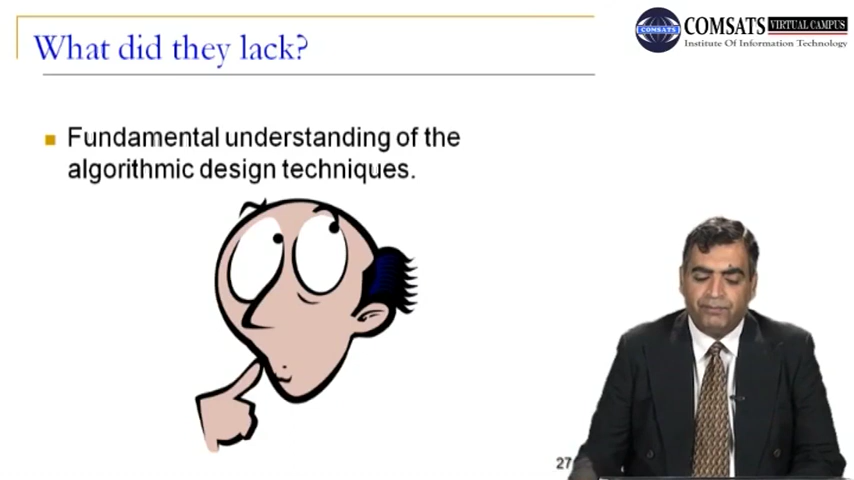 What did they lack?
COMSATS VIRTUAL CAMPUS
Institute Of Information Technology
COMSATS
Fundamental understanding of the
algorithmic design techniques.
27